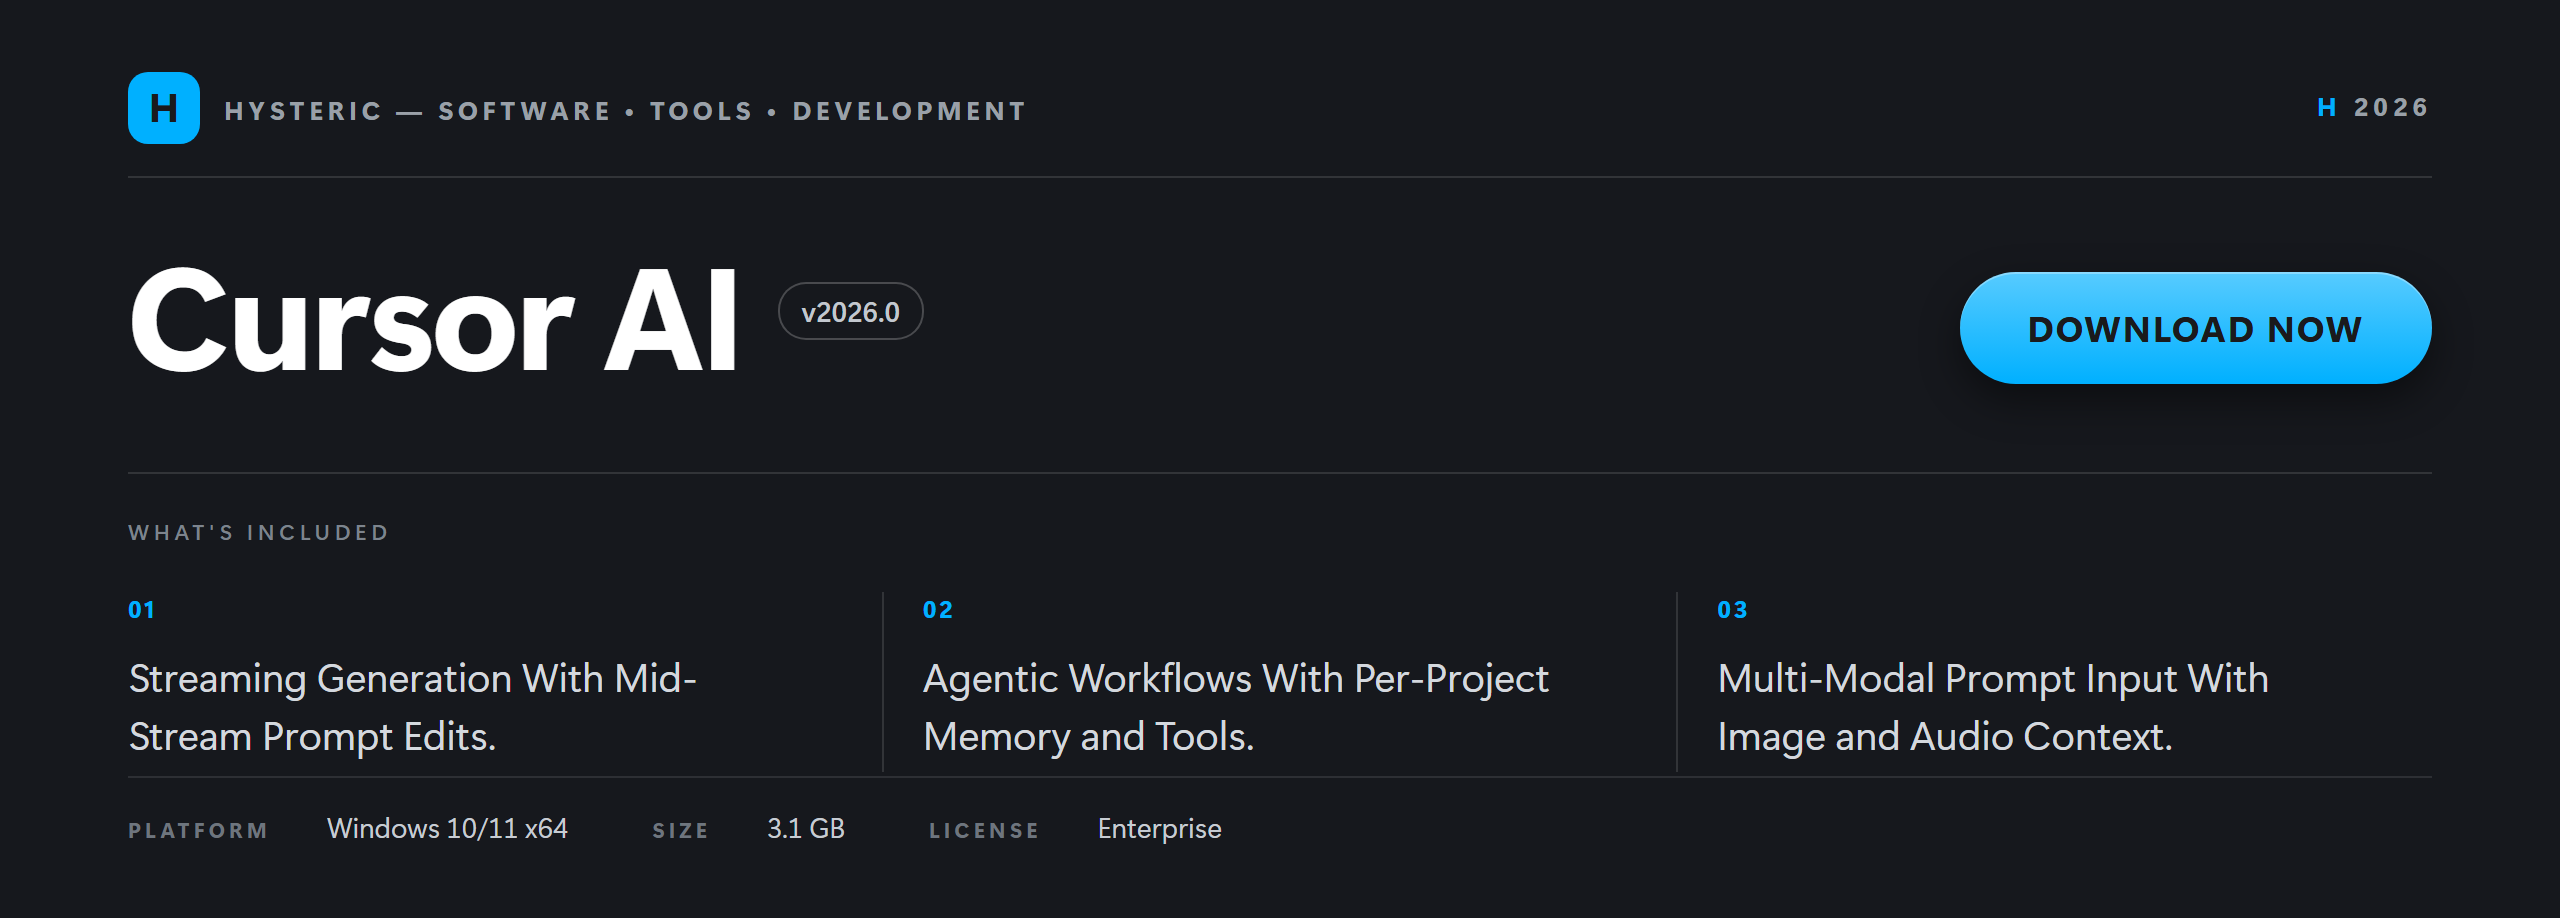 H HYSTERIC — SOFTWARE • TOOLS • DEVELOPMENT
H 2026
Cursor AI v2026.0
DOWNLOAD NOW
WHAT'S INCLUDED
01
Streaming Generation With Mid-
Stream Prompt Edits.
02
Agentic Workflows With Per-Project
Memory and Tools.
03
Multi-Modal Prompt Input With
Image and Audio Context.
PLATFORM Windows 10/11 x64 SIZE 3.1 GB LICENSE Enterprise